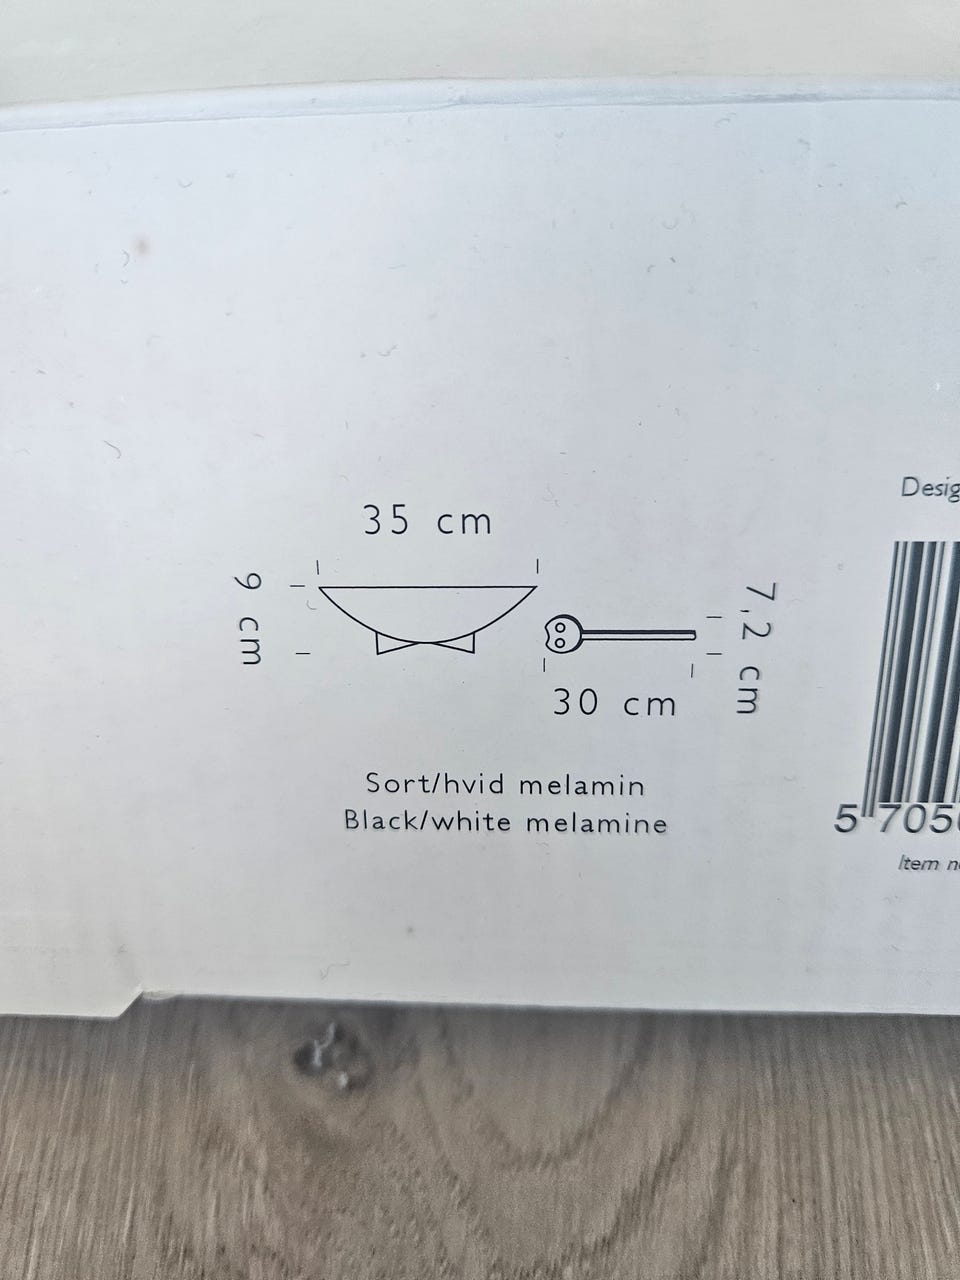 35 cm
9 cm
7,2 cm
30 cm
Sort/hvid melamin
Black/white melamine
Desig
5 705
Item n